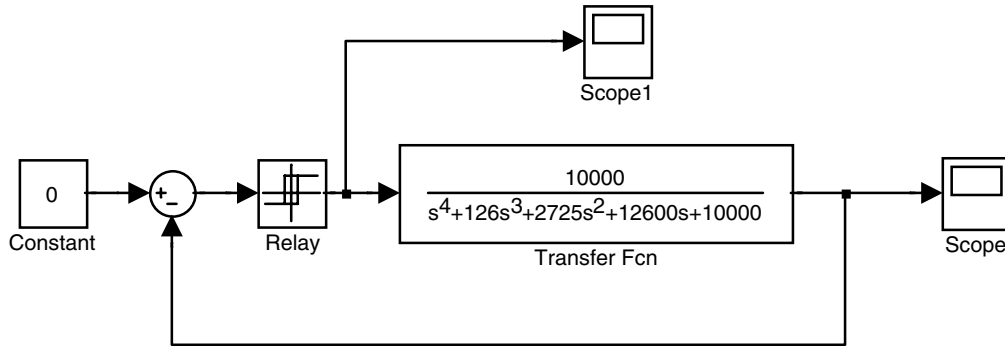 Scope1
0
Constant
+
−
Relay
10000
s⁴+126s³+2725s²+12600s+10000
Transfer Fcn
Scope